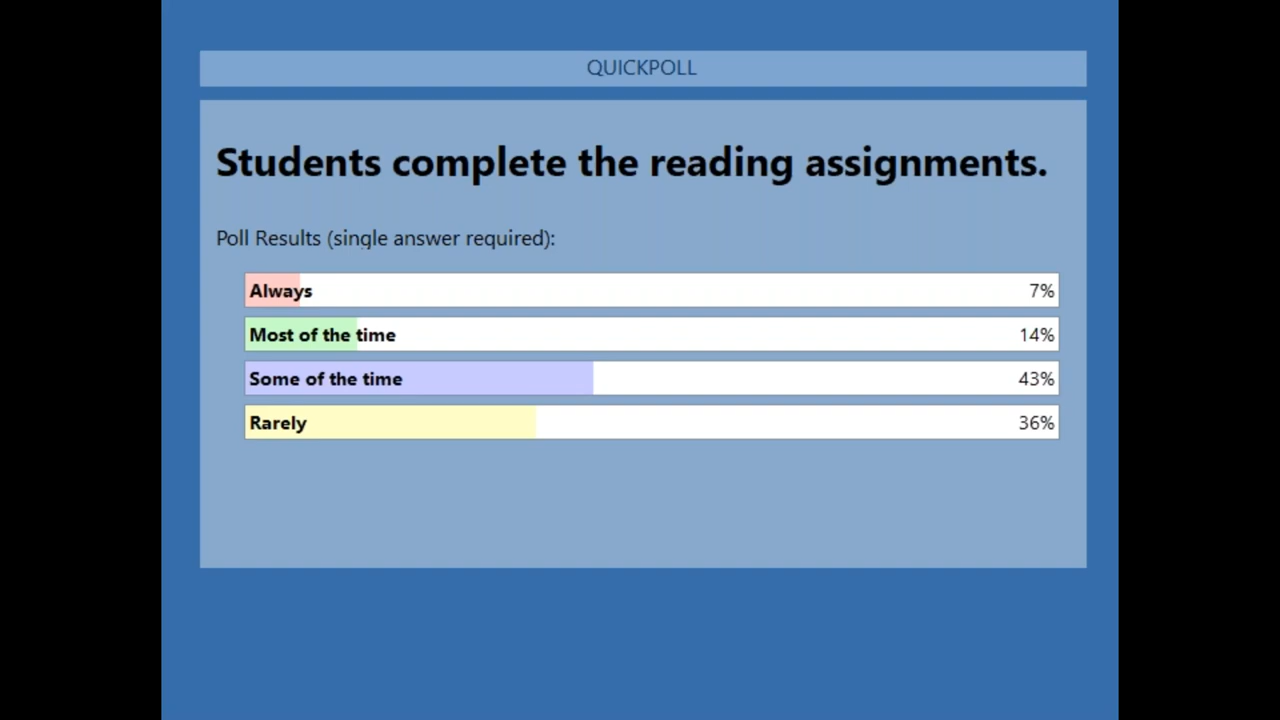 QUICKPOLL
Students complete the reading assignments.
Poll Results (single answer required):
Always 7%
Most of the time 14%
Some of the time 43%
Rarely 36%